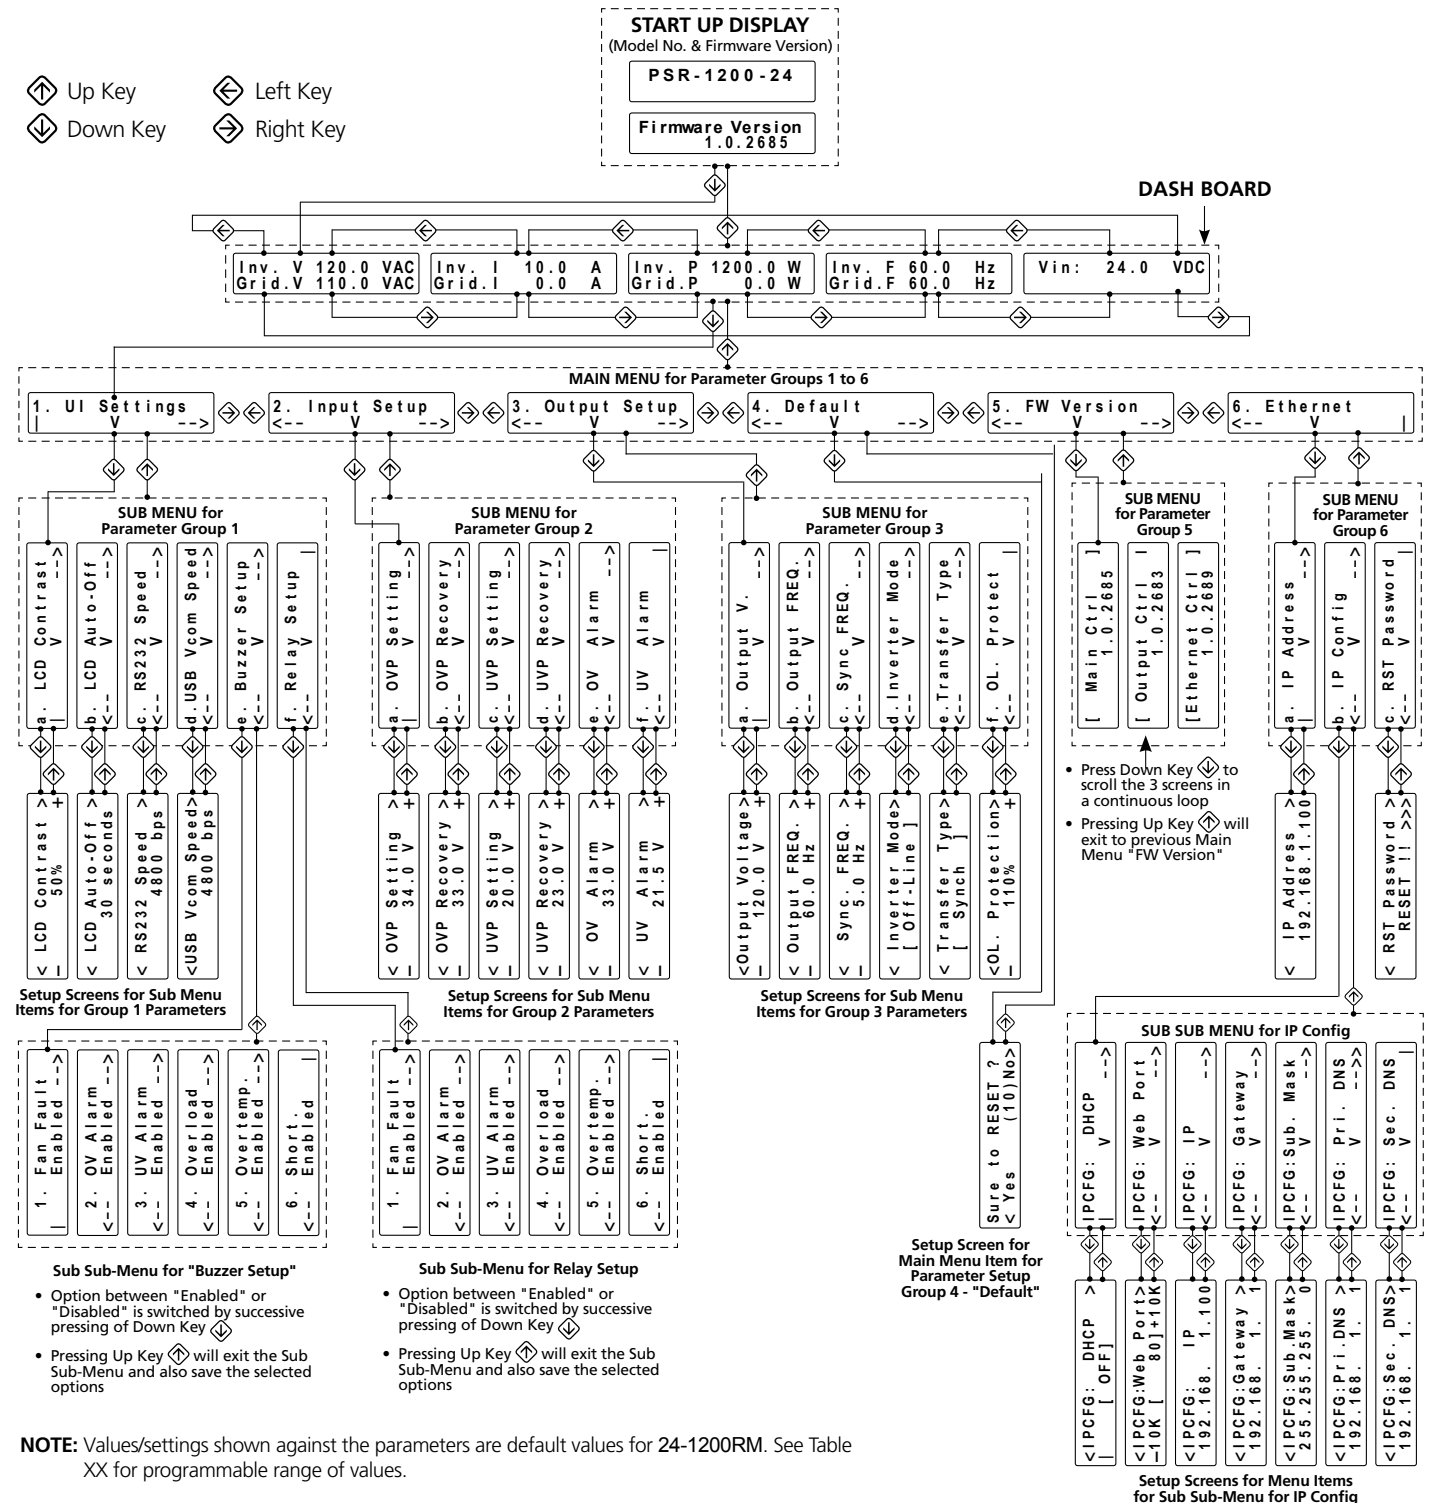 START UP DISPLAY
(Model No. & Firmware Version)
PSR-1200-24
Firmware Version
1.0.2685
Up Key
Left Key
Down Key
Right Key
DASH BOARD
Inv. V 120.0 VAC
Grid.V 110.0 VAC
Inv. I 10.0 A
Grid.I 0.0 A
Inv. P 1200.0 W
Grid.P 0.0 W
Inv. F 60.0 Hz
Grid.F 60.0 Hz
Vin: 24.0 VDC
MAIN MENU for Parameter Groups 1 to 6
1. UI Settings
| V -->
2. Input Setup
<-- V -->
3. Output Setup
<-- V -->
4. Default
<-- V -->
5. FW Version
<-- V -->
6. Ethernet
<-- V |
SUB MENU for
Parameter Group 1
a. LCD Contrast
| V -->
b. LCD Auto-Off
<-- V -->
c. RS232 Speed
<-- V -->
d.USB Vcom Speed
<-- V -->
e. Buzzer Setup
<-- V -->
f. Relay Setup
<-- V |
SUB MENU for
Parameter Group 2
a. OVP Setting
| V -->
b. OVP Recovery
<-- V -->
c. UVP Setting
<-- V -->
d. UVP Recovery
<-- V -->
e. OV Alarm
<-- V -->
f. UV Alarm
<-- V |
SUB MENU for
Parameter Group 3
a. Output V.
| V -->
b. Output FREQ.
<-- V -->
c. Sync FREQ.
<-- V -->
d.Inverter Mode
<-- V -->
e.Transfer Type
<-- V -->
f. OL. Protect
<-- V |
SUB MENU
for Parameter
Group 5
[ Main Ctrl ]
1.0.2685
[ Output Ctrl ]
1.0.2683
[Ethernet Ctrl ]
1.0.2689
SUB MENU
for Parameter
Group 6
a. IP Address
| V -->
b. IP Config
<-- V -->
c. RST Password
<-- V |
• Press Down Key to
scroll the 3 screens in
a continuous loop
• Pressing Up Key will
exit to previous Main
Menu "FW Version"
< LCD Contrast >
- 50% +
< LCD Auto-Off >
30 seconds
< RS232 Speed >
4800 bps
<USB Vcom Speed>
4800 bps
Setup Screens for Sub Menu
Items for Group 1 Parameters
< OVP Setting >
- 34.0 V +
< OVP Recovery >
- 33.0 V +
< UVP Setting >
- 20.0 V +
< UVP Recovery >
- 23.0 V +
< OV Alarm >
- 33.0 V +
< UV Alarm >
- 21.5 V +
Setup Screens for Sub Menu
Items for Group 2 Parameters
<Output Voltage>
- 120.0 V +
< Output FREQ. >
- 60.0 Hz +
< Sync. FREQ. >
- 5.0 Hz +
< Inverter Mode>
[ Off-Line ]
< Transfer Type>
[ Synch ]
<OL. Protection>
- 110% +
Setup Screens for Sub Menu
Items for Group 3 Parameters
< IP Address >
192.168.1.100
< RST Password >
RESET !! >>>
1. Fan Fault
| Enabled -->
2. OV Alarm
<-- Enabled -->
3. UV Alarm
<-- Enabled -->
4. Overload
<-- Enabled -->
5. Overtemp.
<-- Enabled -->
6. Short.
<-- Enabled |
Sub Sub-Menu for "Buzzer Setup"
• Option between "Enabled" or
"Disabled" is switched by successive
pressing of Down Key
• Pressing Up Key will exit the Sub
Sub-Menu and also save the selected
options
1. Fan Fault
| Enabled -->
2. OV Alarm
<-- Enabled -->
3. UV Alarm
<-- Enabled -->
4. Overload
<-- Enabled -->
5. Overtemp.
<-- Enabled -->
6. Short.
<-- Enabled |
Sub Sub-Menu for Relay Setup
• Option between "Enabled" or
"Disabled" is switched by successive
pressing of Down Key
• Pressing Up Key will exit the Sub
Sub-Menu and also save the selected
options
Sure to RESET ?
< Yes (10)No>
Setup Screen for
Main Menu Item for
Parameter Setup
Group 4 - "Default"
SUB SUB MENU for IP Config
IPCFG: DHCP
| V -->
IPCFG: Web Port
<-- V -->
IPCFG: IP
<-- V -->
IPCFG: Gateway
<-- V -->
IPCFG:Sub. Mask
<-- V -->
IPCFG: Pri. DNS
<-- V -->>
IPCFG: Sec. DNS
<-- V |
<IPCFG: DHCP >
| [ OFF]
<IPCFG:Web Port>
-10K [ 80]+10K
<IPCFG: IP
192.168. 1.100
<IPCFG:Gateway >
192.168. 1. 1
<IPCFG:Sub.Mask>
255.255.255. 0
<IPCFG:Pri.DNS >
192.168. 1. 1
<IPCFG:Sec. DNS>
192.168. 1. 1
Setup Screens for Menu Items
for Sub Sub-Menu for IP Config
NOTE: Values/settings shown against the parameters are default values for 24-1200RM. See Table
XX for programmable range of values.